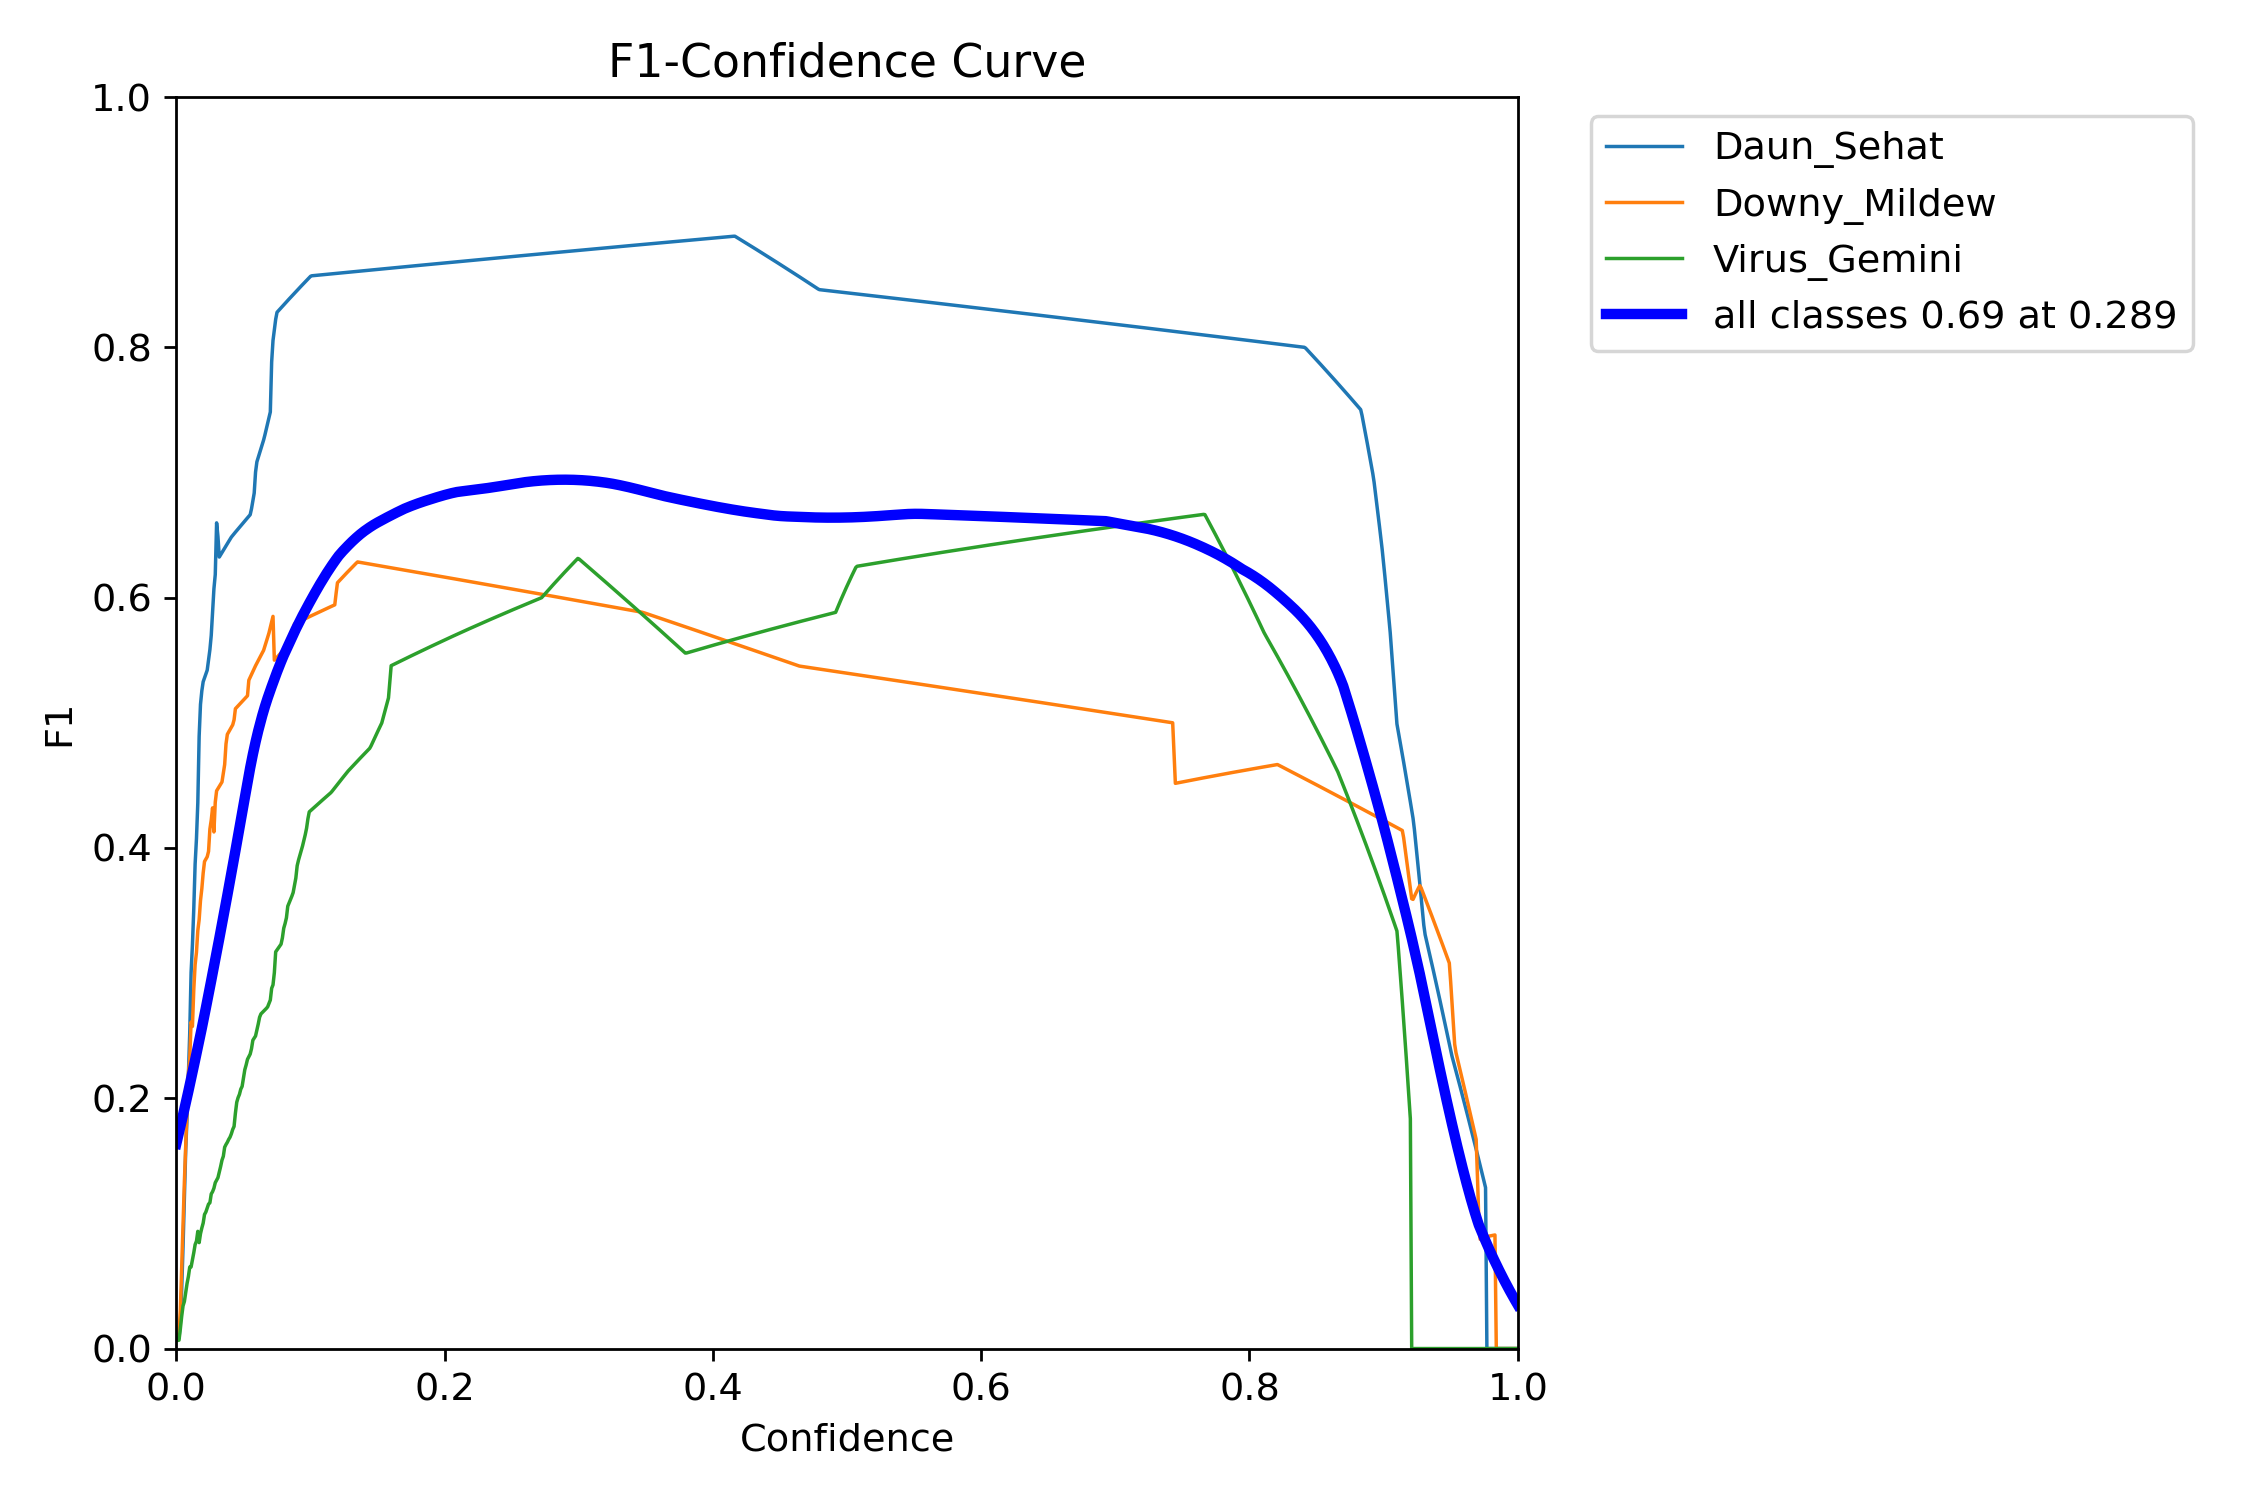 F1-Confidence Curve
1.0
0.8
0.6
0.4
0.2
0.0
F1
0.0 0.2 0.4 0.6 0.8 1.0
Confidence
Daun_Sehat
Downy_Mildew
Virus_Gemini
all classes 0.69 at 0.289